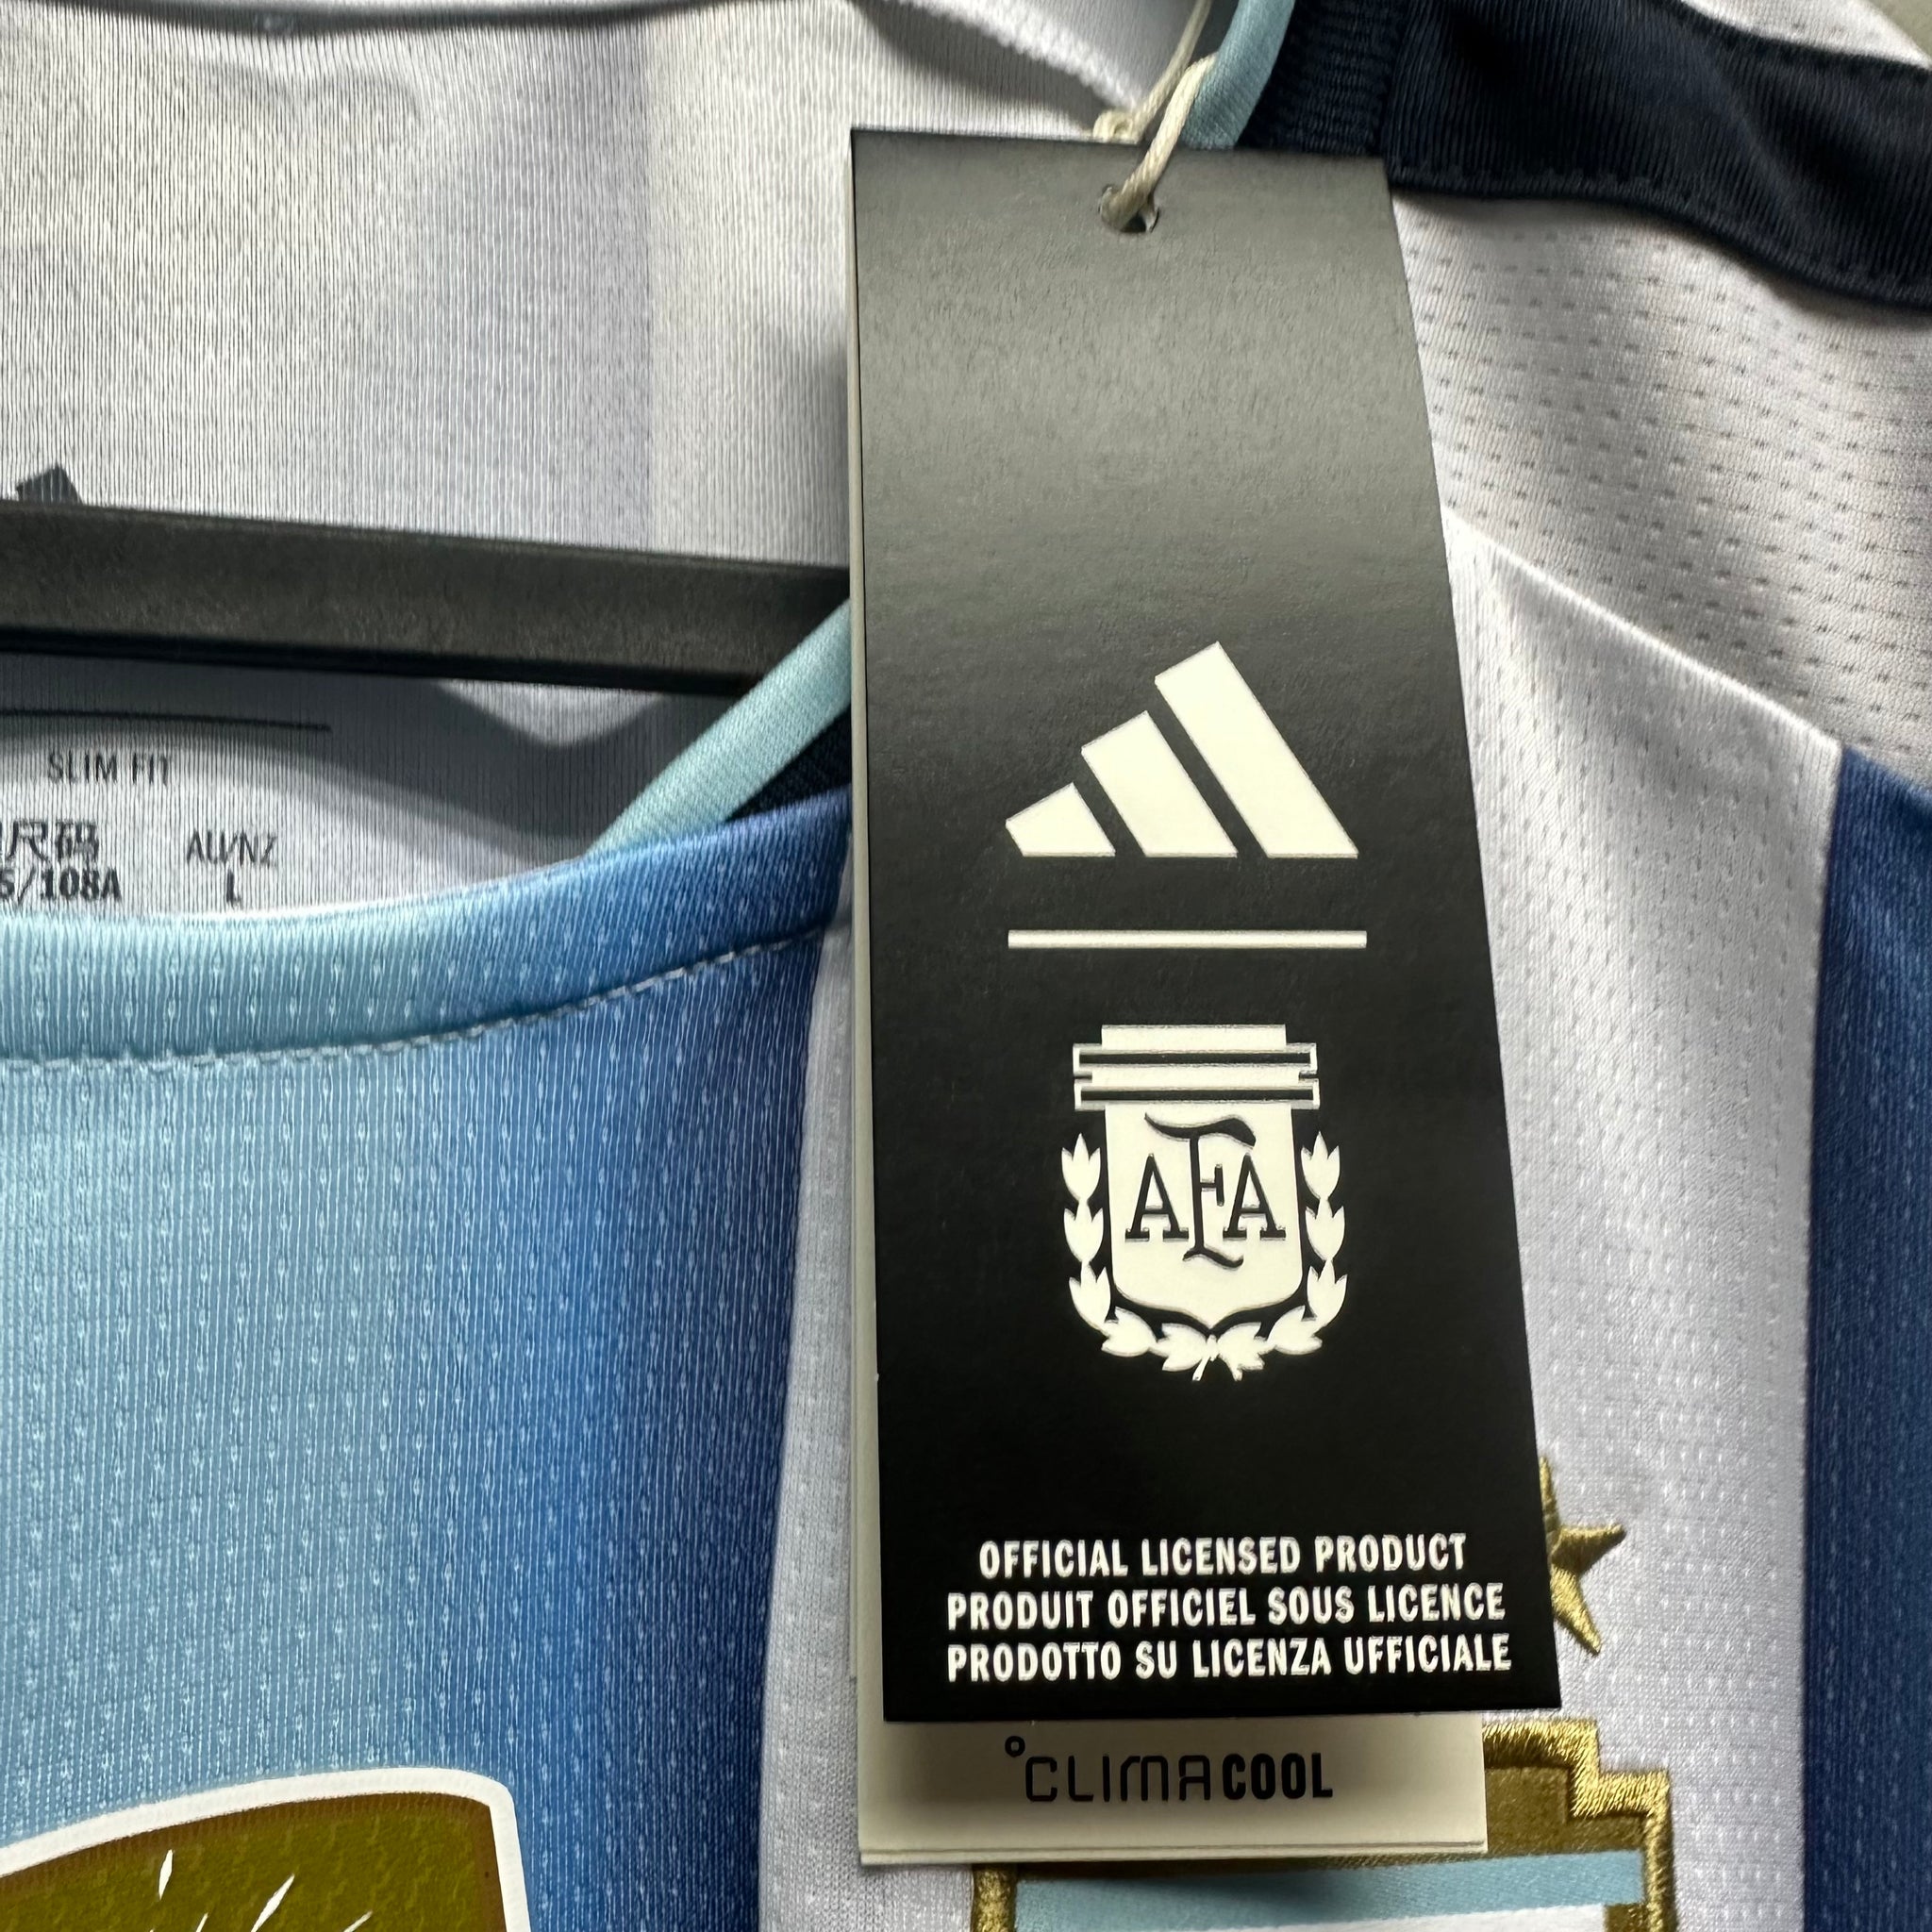 SLIM FIT
尺码
AU/NZ
/108A
L
AFA
OFFICIAL LICENSED PRODUCT
PRODUIT OFFICIEL SOUS LICENCE
PRODOTTO SU LICENZA UFFICIALE
°CLIMACOOL